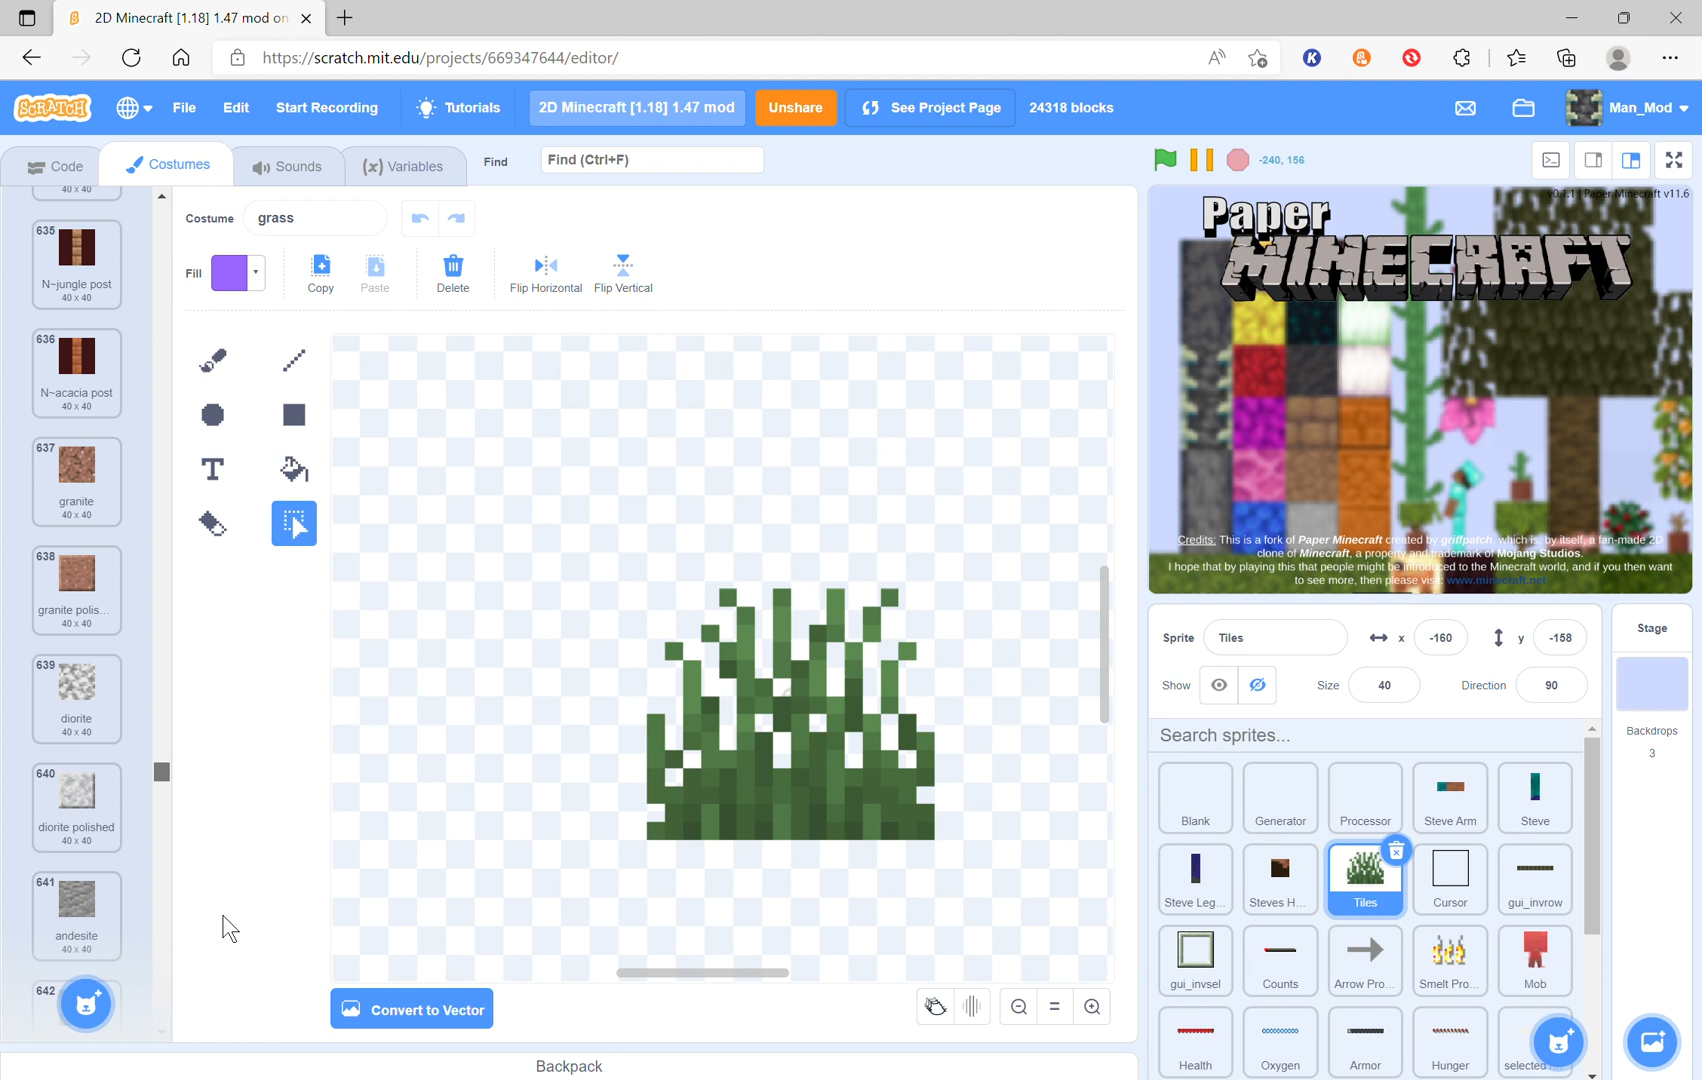 2D Minecraft [1.18] 1.47 mod on
https://scratch.mit.edu/projects/669347644/editor/
SCRATCH
File
Edit
Start Recording
Tutorials
2D Minecraft [1.18] 1.47 mod
Unshare
See Project Page
24318 blocks
Man_Mod
Code
Costumes
Sounds
(x) Variables
Find
Find (Ctrl+F)
-240, 156
40 x 40
635
N~jungle post
40 x 40
636
N~acacia post
40 x 40
637
granite
40 x 40
638
granite polis...
40 x 40
639
diorite
40 x 40
640
diorite polished
40 x 40
641
andesite
40 x 40
642
Costume
grass
Fill
Copy
Paste
Delete
Flip Horizontal
Flip Vertical
T
Convert to Vector
Backpack
v0.1.1 | Paper Minecraft v11.6
Paper
MINECRAFT
Credits: This is a fork of Paper Minecraft created by griffpatch, which is, by itself, a fan-made 2D
clone of Minecraft, a property and trademark of Mojang Studios.
I hope that by playing this that people might be introduced to the Minecraft world, and if you then want
to see more, then please visit: www.minecraft.net
Sprite
Tiles
x
-160
y
-158
Show
Size
40
Direction
90
Stage
Backdrops
3
Search sprites...
Blank
Generator
Processor
Steve Arm
Steve
Steve Leg...
Steves H...
Tiles
Cursor
gui_invrow
gui_invsel
Counts
Arrow Pro...
Smelt Pro...
Mob
Health
Oxygen
Armor
Hunger
selected